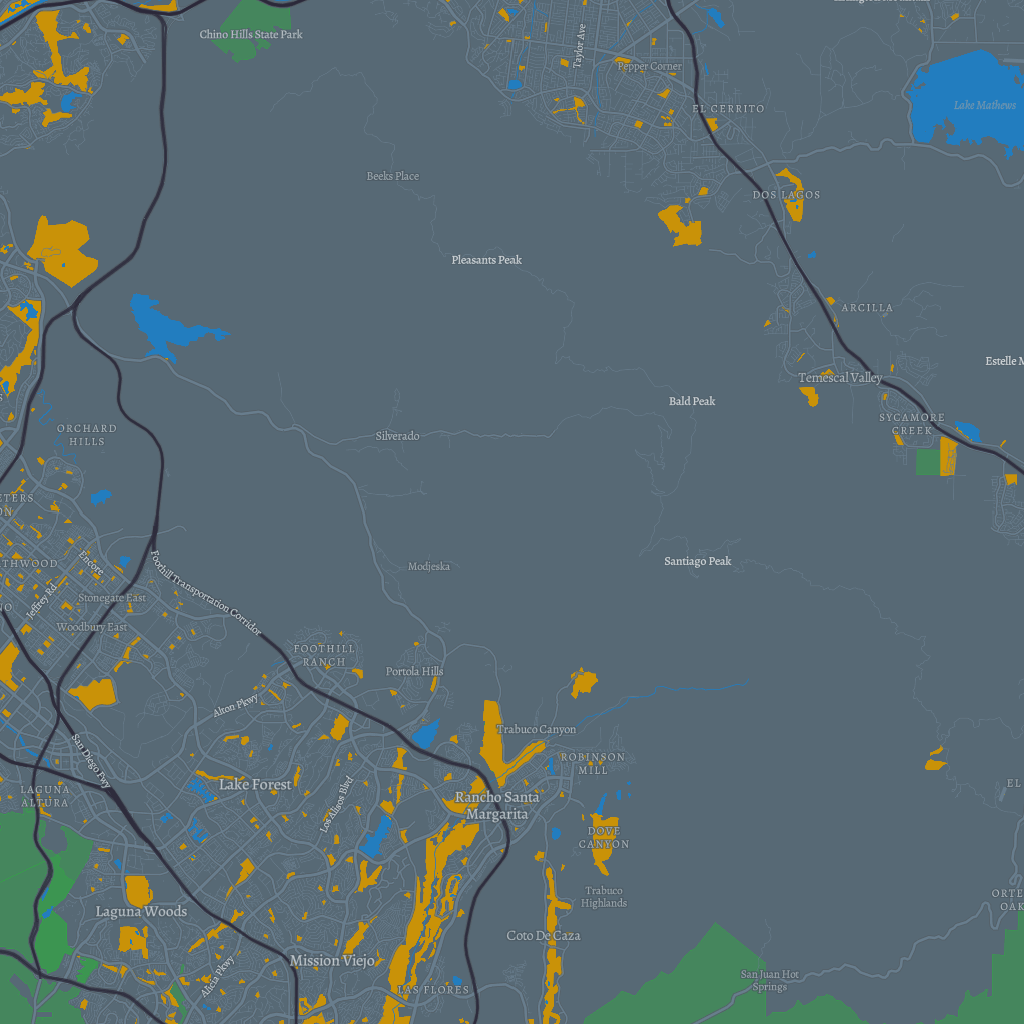 Chino Hills State Park
Taylor Ave
Pepper Corner
EL CERRITO
Lake Mathews
Beeks Place
DOS LAGOS
Pleasants Peak
ARCILLA
Estelle M
Temescal Valley
Bald Peak
SYCAMORE
CREEK
ORCHARD
HILLS
Silverado
ETERS
ON
THWOOD
Encore
Jeffrey Rd
Stonegate East
Woodbury East
NO
Foothill Transportation Corridor
Modjeska
Santiago Peak
FOOTHILL
RANCH
Portola Hills
Alton Pkwy
San Diego Fwy
Trabuco Canyon
ROBINSON
MILL
LAGUNA
ALTURA
Lake Forest
Los Alisos Blvd
Rancho Santa
Margarita
EL
DOVE
CANYON
Trabuco
Highlands
ORTE
OAK
Laguna Woods
Coto De Caza
Mission Viejo
Alicia Pkwy
LAS FLORES
San Juan Hot
Springs